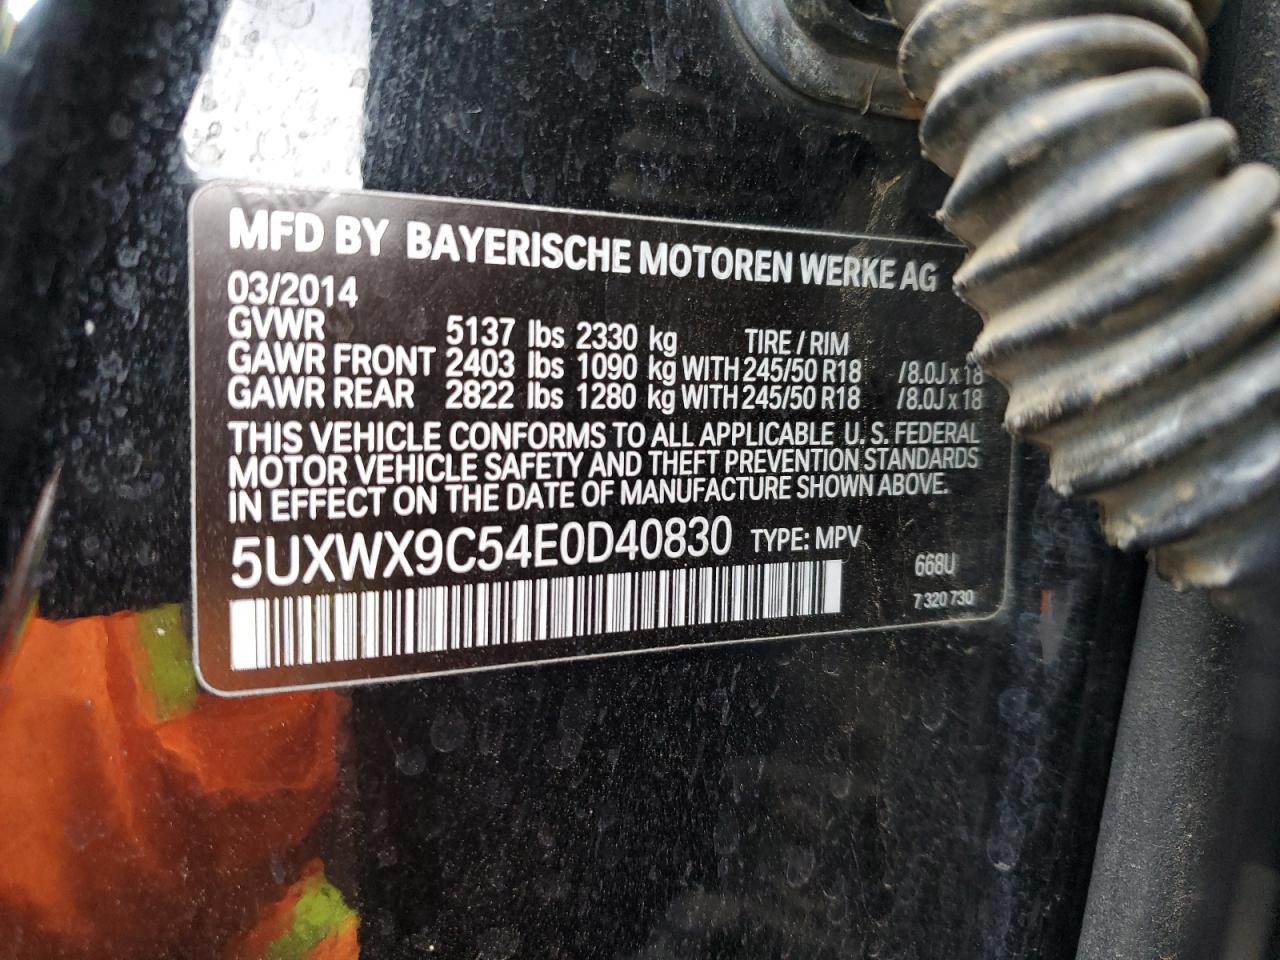 MFD BY BAYERISCHE MOTOREN WERKE AG
03/2014
GVWR 5137 lbs 2330 kg TIRE / RIM
GAWR FRONT 2403 lbs 1090 kg WITH 245/50 R18 /8.0J x 18
GAWR REAR 2822 lbs 1280 kg WITH 245/50 R18 /8.0J x 18
THIS VEHICLE CONFORMS TO ALL APPLICABLE U. S. FEDERAL
MOTOR VEHICLE SAFETY AND THEFT PREVENTION STANDARDS
IN EFFECT ON THE DATE OF MANUFACTURE SHOWN ABOVE.
5UXWX9C54E0D40830 TYPE: MPV
668U
7 320 730